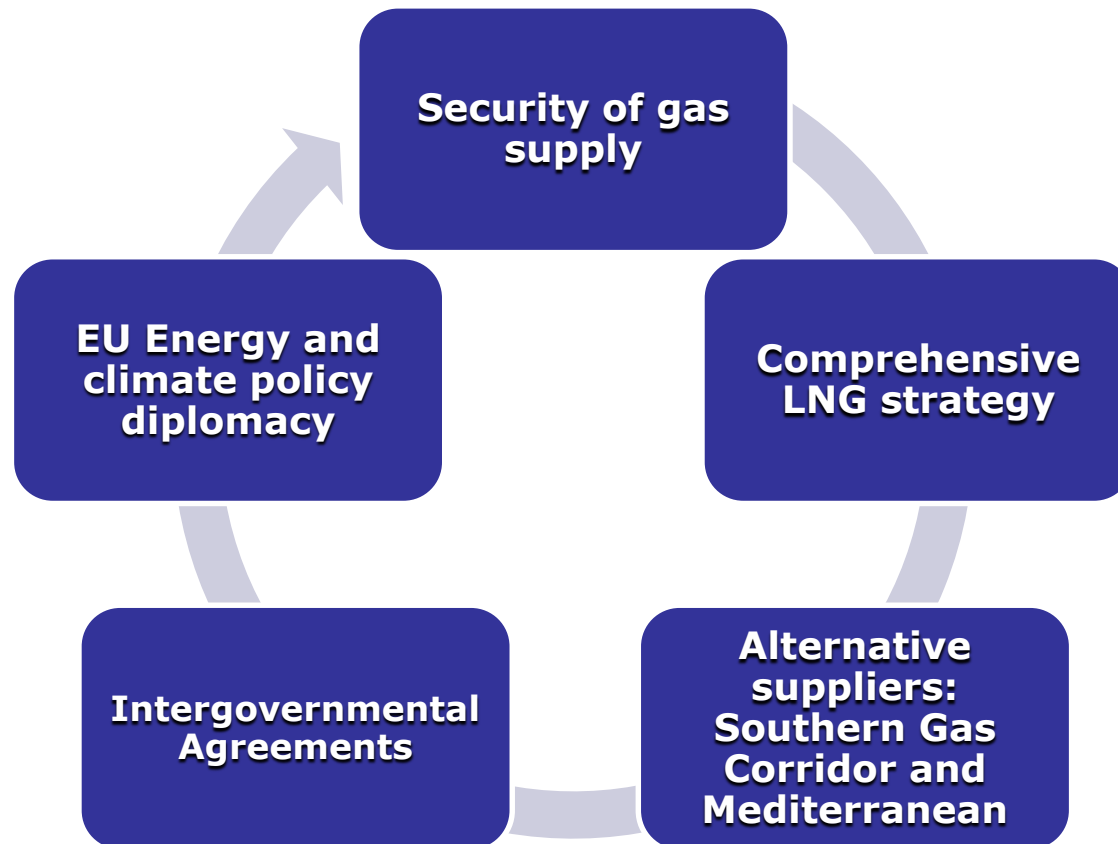 Security of gas
supply
Comprehensive
LNG strategy
Alternative
suppliers:
Southern Gas
Corridor and
Mediterranean
Intergovernmental
Agreements
EU Energy and
climate policy
diplomacy